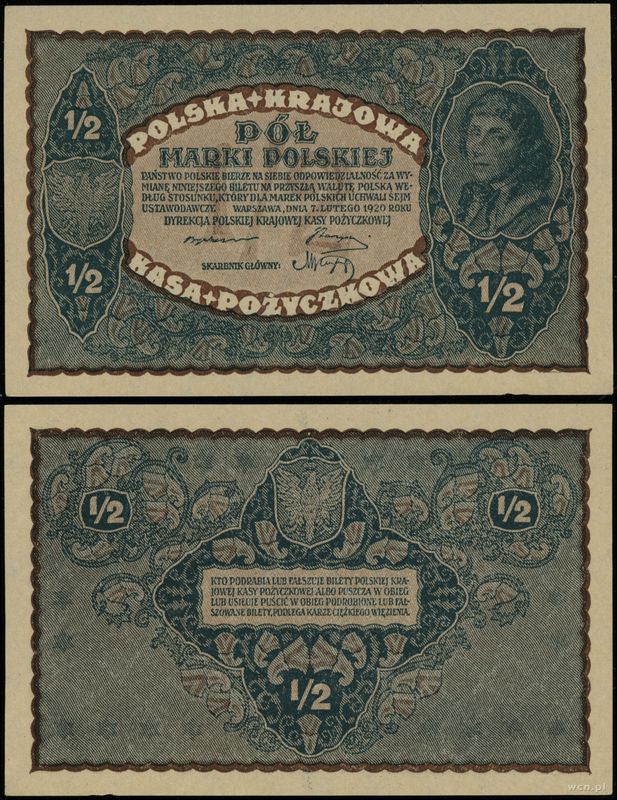 POLSKA KRAJOWA
PÓŁ
MARKI POLSKIEJ
PAŃSTWO POLSKIE BIERZE NA SIEBIE ODPOWIEDZIALNOŚĆ ZA WY-
MIANĘ NINIEJSZEGO BILETU NA PRZYSZŁĄ WALUTĘ POLSKĄ WE-
DŁUG STOSUNKU, KTÓRY DLA MAREK POLSKICH UCHWALI SEJM
USTAWODAWCZY. WARSZAWA, DNIA 7. LUTEGO 1920 ROKU
DYREKCJA POLSKIEJ KRAJOWEJ KASY POŻYCZKOWEJ
SKARBNIK GŁÓWNY:
KASA POŻYCZKOWA
1/2
1/2
1/2
1/2
1/2
KTO PODRABIA LUB FAŁSZUJE BILETY POLSKIEJ KRA-
JOWEJ KASY POŻYCZKOWEJ ALBO PUSZCZA W OBIEG
LUB USIŁUJE PUŚCIĆ W OBIEG PODROBIONE LUB FAŁ-
SZOWANE BILETY, PODLEGA KARZE CIĘŻKIEGO WIĘZIENIA.
1/2
wcn.pl